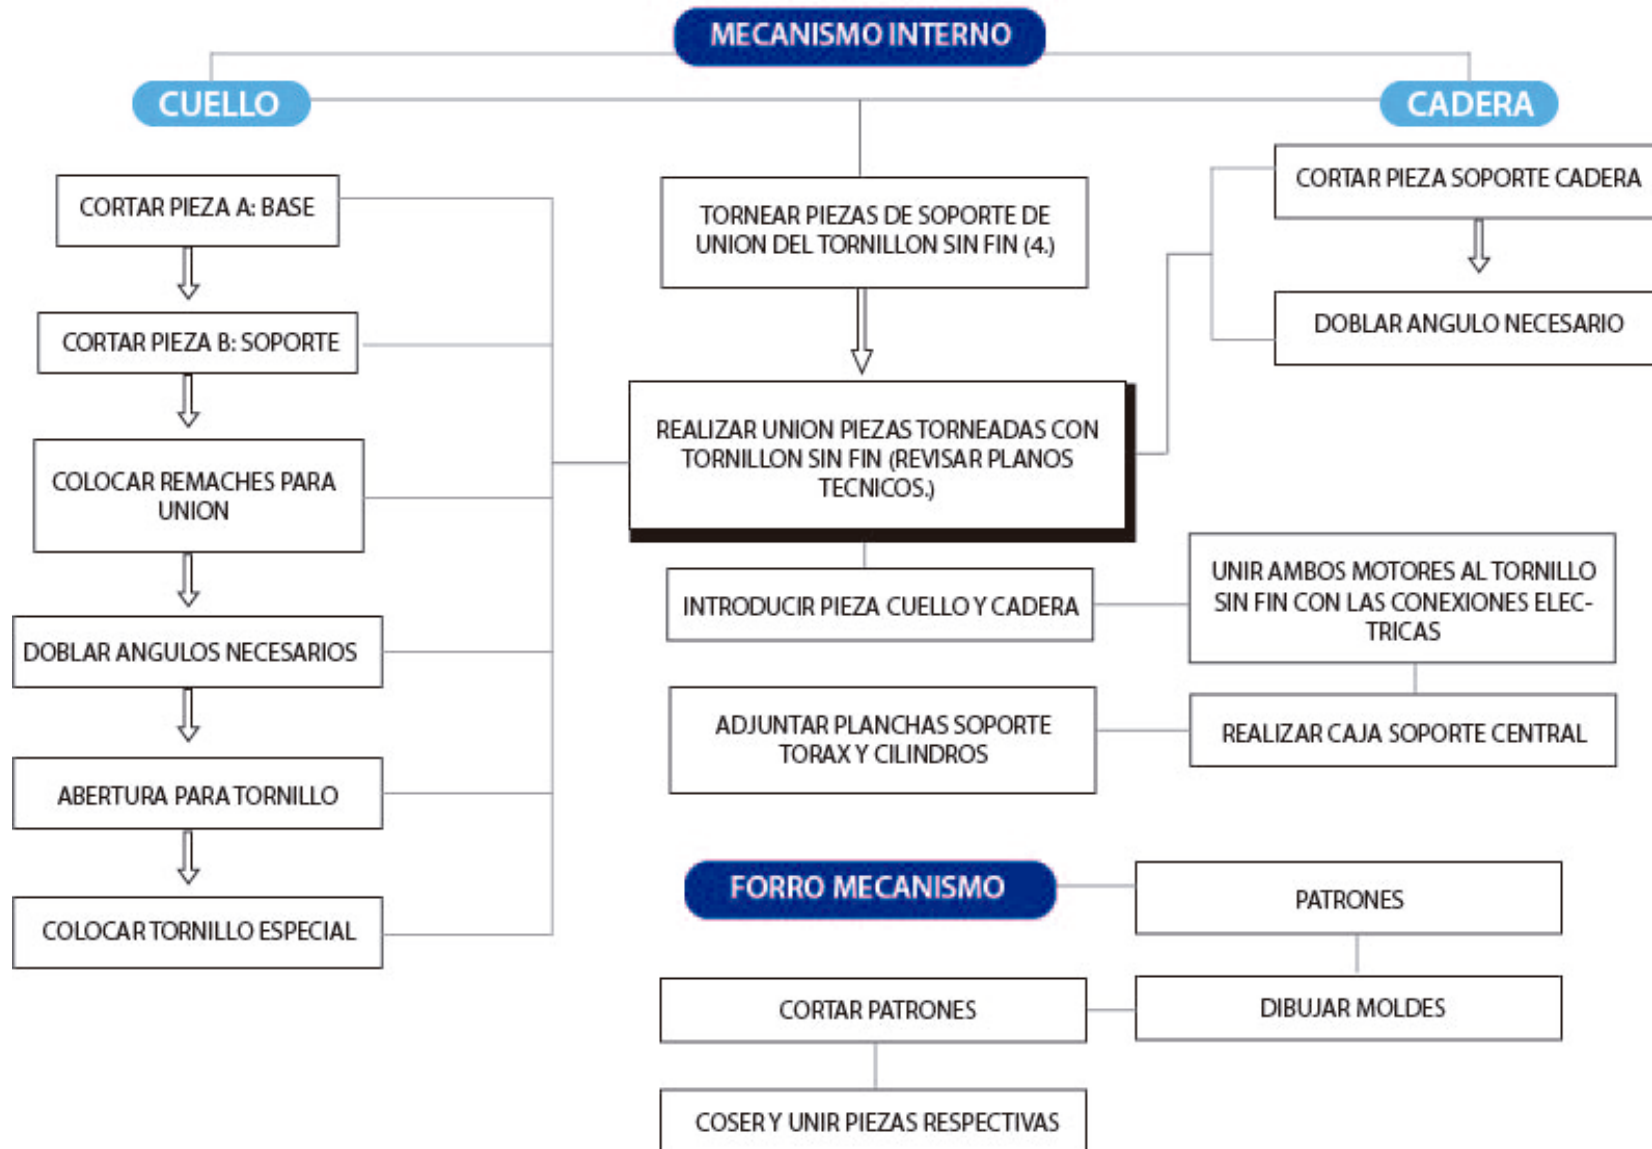 MECANISMO INTERNO
CUELLO
CADERA
CORTAR PIEZA A: BASE
CORTAR PIEZA B: SOPORTE
COLOCAR REMACHES PARA
UNION
DOBLAR ANGULOS NECESARIOS
ABERTURA PARA TORNILLO
COLOCAR TORNILLO ESPECIAL
TORNEAR PIEZAS DE SOPORTE DE
UNION DEL TORNILLON SIN FIN (4.)
REALIZAR UNION PIEZAS TORNEADAS CON
TORNILLON SIN FIN (REVISAR PLANOS
TECNICOS.)
CORTAR PIEZA SOPORTE CADERA
DOBLAR ANGULO NECESARIO
INTRODUCIR PIEZA CUELLO Y CADERA
UNIR AMBOS MOTORES AL TORNILLO
SIN FIN CON LAS CONEXIONES ELEC-
TRICAS
REALIZAR CAJA SOPORTE CENTRAL
ADJUNTAR PLANCHAS SOPORTE
TORAX Y CILINDROS
FORRO MECANISMO
PATRONES
DIBUJAR MOLDES
CORTAR PATRONES
COSER Y UNIR PIEZAS RESPECTIVAS